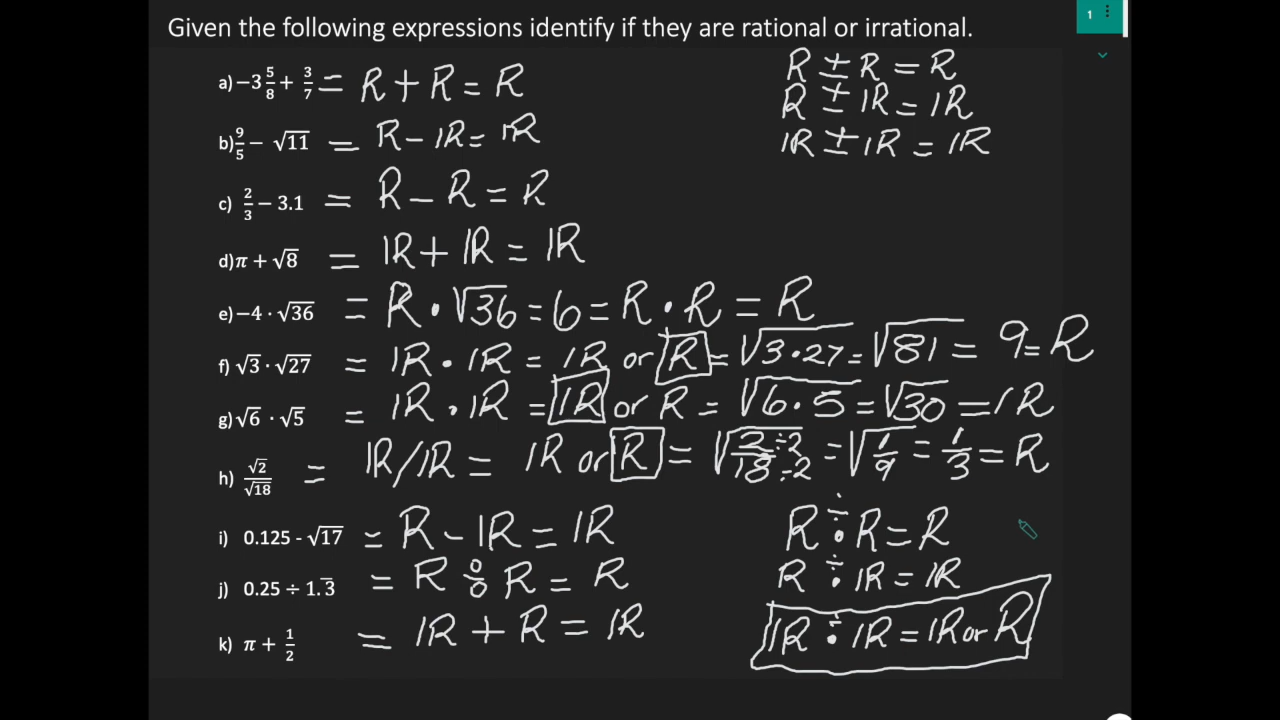 Given the following expressions identify if they are rational or irrational.
1
R ± R = R
R ± IR = IR
IR ± IR = IR
a) −3 5/8 + 3/7 = R + R = R
b) 9/5 − √11 = R − IR = IR
c) 2/3 − 3.1 = R − R = R
d) π + √8 = IR + IR = IR
e) −4 · √36 = R · √36 = 6 = R · R = R
f) √3 · √27 = IR · IR = IR or R = √3·27 = √81 = 9 = R
g) √6 · √5 = IR · IR = IR or R = √6·5 = √30 = IR
h) √2/√18 = IR/IR = IR or R = √2÷2/18÷2 = √1/9 = 1/3 = R
i) 0.125 - √17 = R − IR = IR
j) 0.25 ÷ 1.3̅ = R ÷ R = R
k) π + 1/2 = IR + R = IR
R ÷ · R = R
R ÷ · IR = IR
IR ÷ · IR = IR or R